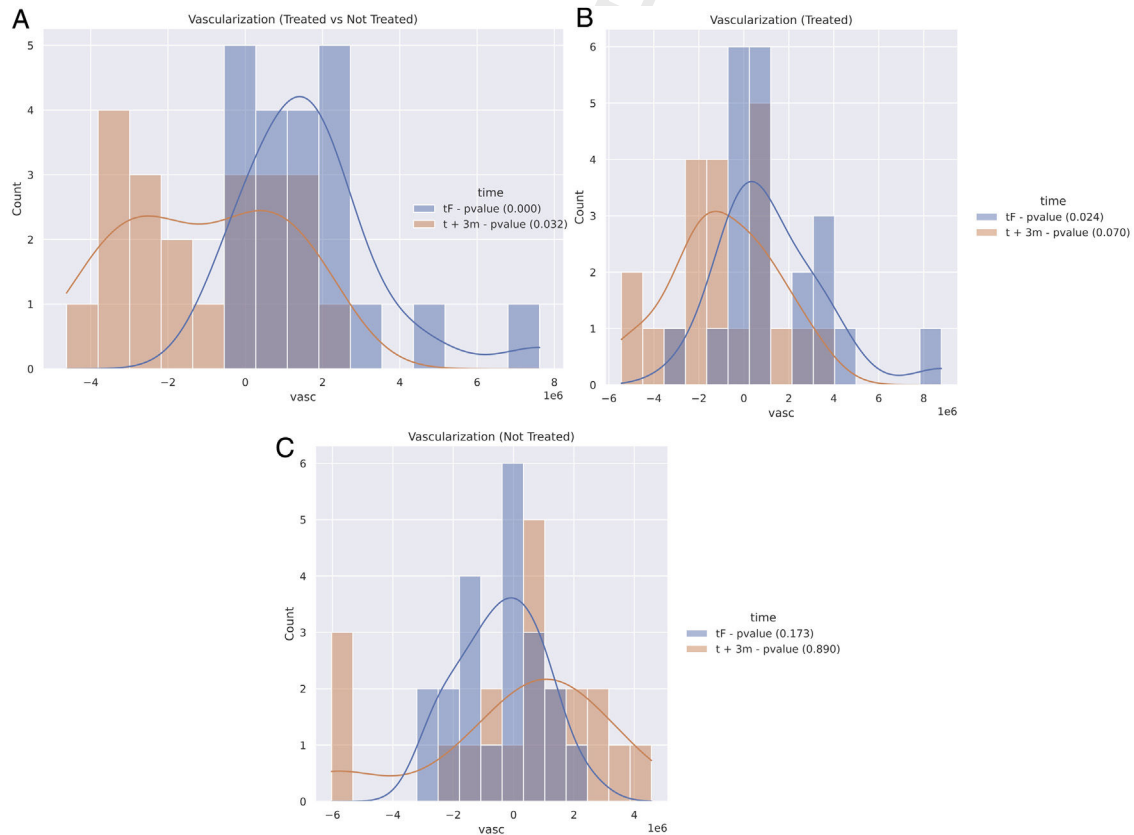 A
Vascularization (Treated vs Not Treated)
5
4
3
2
1
0
Count
−4
−2
0
2
4
6
8
1e6
vasc
time
tF - pvalue (0.000)
t + 3m - pvalue (0.032)
B
Vascularization (Treated)
6
5
4
3
2
1
0
Count
−6
−4
−2
0
2
4
6
8
1e6
vasc
time
tF - pvalue (0.024)
t + 3m - pvalue (0.070)
C
Vascularization (Not Treated)
6
5
4
3
2
1
0
Count
−6
−4
−2
0
2
4
1e6
vasc
time
tF - pvalue (0.173)
t + 3m - pvalue (0.890)